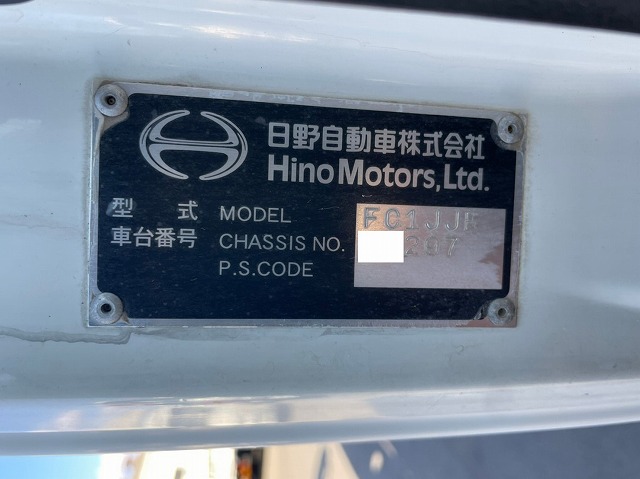 日野自動車株式会社
Hino Motors, Ltd.
型 式 MODEL FC1JJR
車台番号 CHASSIS NO. 297
P.S.CODE